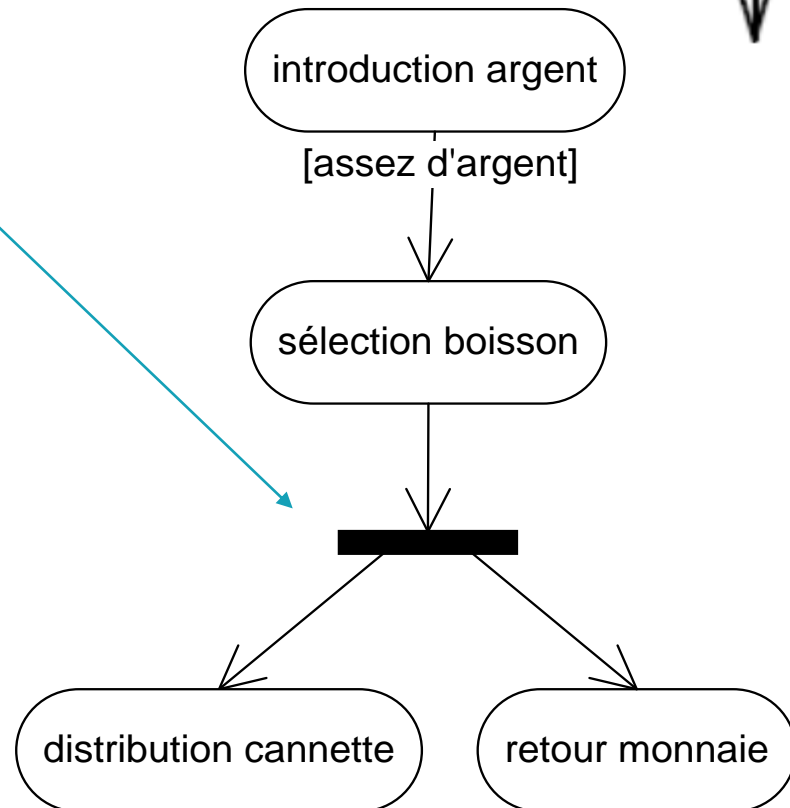 introduction argent
[assez d'argent]
sélection boisson
distribution cannette
retour monnaie